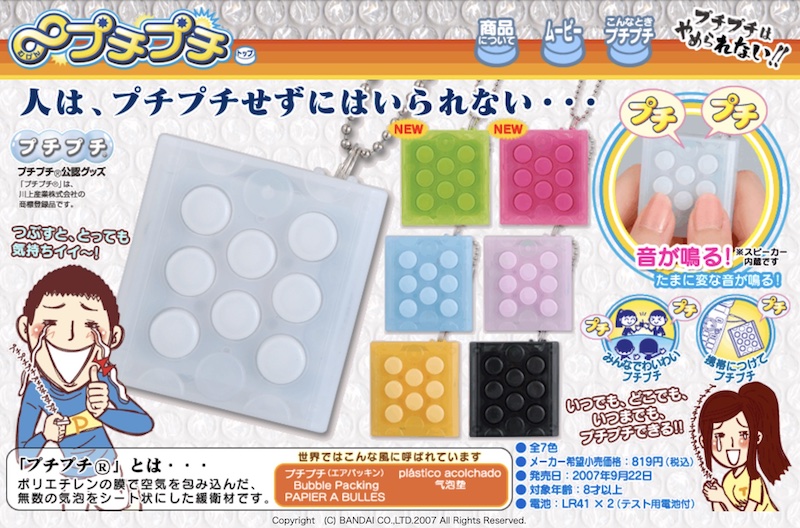 ∞プチプチ
むげん
トップ
商品
について
ムービー
こんなとき
プチプチ
プチプチは
やめられない!!
人は、プチプチせずにはいられない・・・
プチプチ®
プチプチ®公認グッズ
「プチプチ®」は、
川上産業株式会社の
商標登録品です。
つぶすと、とっても
気持ちイイ〜!
NEW
NEW
プチ
プチ
音が鳴る!
※スピーカー
内蔵です
たまに変な音が鳴る!
プチ
プチ
みんなでわいわい
プチプチ
プチ
プチ
携帯につけて
プチプチ
いつでも、どこでも、
いつまでも、
プチプチできる!!
P
「プチプチ®」とは・・・
ポリエチレンの膜で空気を包み込んだ、
無数の気泡をシート状にした緩衝材です。
世界ではこんな風に呼ばれています
プチプチ(エアパッキン) plástico acolchado
Bubble Packing 气泡垫
PAPIER A BULLES
●全7色
●メーカー希望小売価格:819円(税込)
●発売日:2007年9月22日
●対象年齢:8才以上
●電池:LR41×2(テスト用電池付)
Copyright (C) BANDAI CO.,LTD.2007 All Rights Reserved.